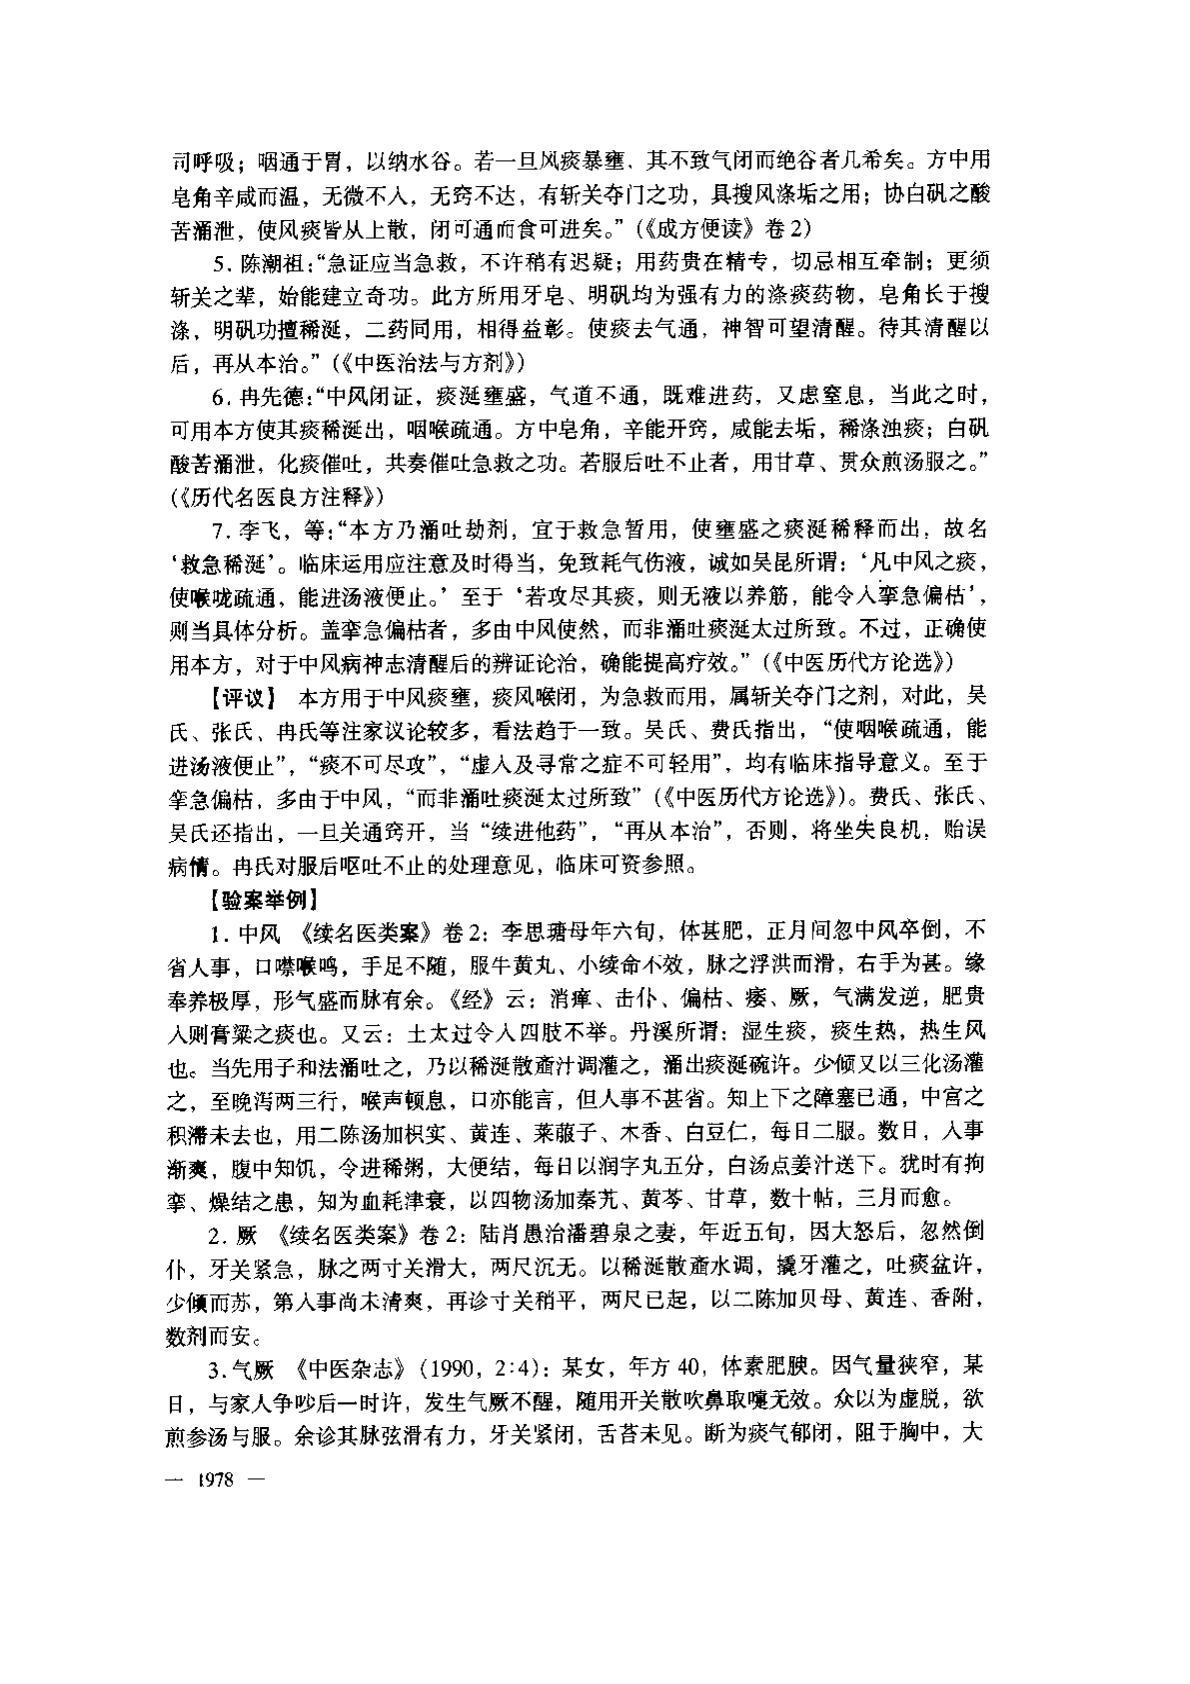 司呼吸；咽通于胃，以纳水谷。若一旦风痰暴壅，其不致气闭而绝谷者几希矣。方中用
皂角辛咸而温，无微不入，无窍不达，有斩关夺门之功，具搜风涤垢之用；协白矾之酸
苦涌泄，使风痰皆从上散，闭可通而食可进矣。”（《成方便读》卷2）
5. 陈潮祖：“急证应当急救，不许稍有迟疑；用药贵在精专，切忌相互牵制；更须
斩关之辈，始能建立奇功。此方所用牙皂、明矾均为强有力的涤痰药物，皂角长于搜
涤，明矾功擅稀涎，二药同用，相得益彰。使痰去气通，神智可望清醒。待其清醒以
后，再从本治。”（《中医治法与方剂》）
6. 冉先德：“中风闭证，痰涎壅盛，气道不通，既难进药，又虑窒息，当此之时，
可用本方使其痰稀涎出，咽喉疏通。方中皂角，辛能开窍，咸能去垢，稀涤浊痰；白矾
酸苦涌泄，化痰催吐，共奏催吐急救之功。若服后吐不止者，用甘草、贯众煎汤服之。”
（《历代名医良方注释》）
7. 李飞，等：“本方乃涌吐劫剂，宜于救急暂用，使壅盛之痰涎稀释而出，故名
‘救急稀涎’。临床运用应注意及时得当，免致耗气伤液，诚如吴昆所谓：‘凡中风之痰，
使喉咙疏通，能进汤液便止。’至于‘若攻尽其痰，则无液以养筋，能令人挛急偏枯’，
则当具体分析。盖挛急偏枯者，多由中风使然，而非涌吐痰涎太过所致。不过，正确使
用本方，对于中风病神志清醒后的辨证论治，确能提高疗效。”（《中医历代方论选》）
【评议】 本方用于中风痰壅，痰风喉闭，为急救而用，属斩关夺门之剂，对此，吴
氏、张氏、冉氏等注家议论较多，看法趋于一致。吴氏、费氏指出，“使咽喉疏通，能
进汤液便止”，“痰不可尽攻”，“虚人及寻常之症不可轻用”，均有临床指导意义。至于
挛急偏枯，多由于中风，“而非涌吐痰涎太过所致”（《中医历代方论选》）。费氏、张氏、
吴氏还指出，一旦关通窍开，当“续进他药”，“再从本治”，否则，将坐失良机，贻误
病情。冉氏对服后呕吐不止的处理意见，临床可资参照。
【验案举例】
1. 中风 《续名医类案》卷2：李思瑭母年六旬，体甚肥，正月间忽中风卒倒，不
省人事，口噤喉鸣，手足不随，服牛黄丸、小续命不效，脉之浮洪而滑，右手为甚。缘
奉养极厚，形气盛而脉有余。《经》云：消瘅、击仆、偏枯、痿、厥，气满发逆，肥贵
人则膏粱之痰也。又云：土太过令人四肢不举。丹溪所谓：湿生痰，痰生热，热生风
也。当先用子和法涌吐之，乃以稀涎散齑汁调灌之，涌出痰涎碗许。少倾又以三化汤灌
之，至晚泻两三行，喉声顿息，口亦能言，但人事不甚省。知上下之障塞已通，中宫之
积滞未去也，用二陈汤加枳实、黄连、莱菔子、木香、白豆仁，每日二服。数日，人事
渐爽，腹中知饥，令进稀粥，大便结，每日以润字丸五分，白汤点姜汁送下。犹时有拘
挛、燥结之患，知为血耗津衰，以四物汤加秦艽、黄芩、甘草，数十帖，三月而愈。
2. 厥 《续名医类案》卷2：陆肖愚治潘碧泉之妻，年近五旬，因大怒后，忽然倒
仆，牙关紧急，脉之两寸关滑大，两尺沉无。以稀涎散齑水调，撬牙灌之，吐痰盆许，
少倾而苏，第人事尚未清爽，再诊寸关稍平，两尺已起，以二陈加贝母、黄连、香附，
数剂而安。
3.气厥 《中医杂志》（1990，2∶4）：某女，年方40，体素肥腴。因气量狭窄，某
日，与家人争吵后一时许，发生气厥不醒，随用开关散吹鼻取嚏无效。众以为虚脱，欲
煎参汤与服。余诊其脉弦滑有力，牙关紧闭，舌苔未见。断为痰气郁闭，阻于胸中，大
— 1978 —